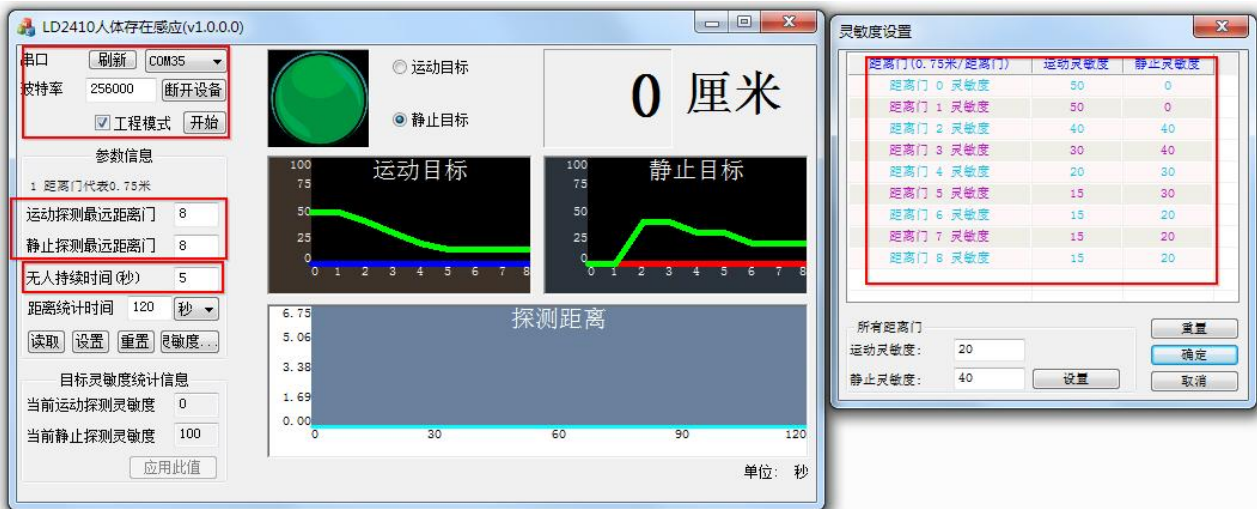 LD2410人体存在感应(v1.0.0.0)
串口 刷新 COM35
波特率 256000 断开设备
工程模式 开始
参数信息
1 距离门代表0.75米
运动探测最远距离门 8
静止探测最远距离门 8
无人持续时间(秒) 5
距离统计时间 120 秒
读取 设置 重置 灵敏度...
目标灵敏度统计信息
当前运动探测灵敏度 0
当前静止探测灵敏度 100
应用此值
运动目标
静止目标
0 厘米
运动目标
100
75
50
25
0
0 1 2 3 4 5 6 7 8
静止目标
100
75
50
25
0
0 1 2 3 4 5 6 7 8
探测距离
6.75
5.06
3.38
1.69
0.00
0 30 60 90 120
单位: 秒
灵敏度设置
距离门(0.75米/距离门) 运动灵敏度 静止灵敏度
距离门 0 灵敏度 50 0
距离门 1 灵敏度 50 0
距离门 2 灵敏度 40 40
距离门 3 灵敏度 30 40
距离门 4 灵敏度 20 30
距离门 5 灵敏度 15 30
距离门 6 灵敏度 15 20
距离门 7 灵敏度 15 20
距离门 8 灵敏度 15 20
所有距离门
运动灵敏度: 20
静止灵敏度: 40 设置
重置
确定
取消